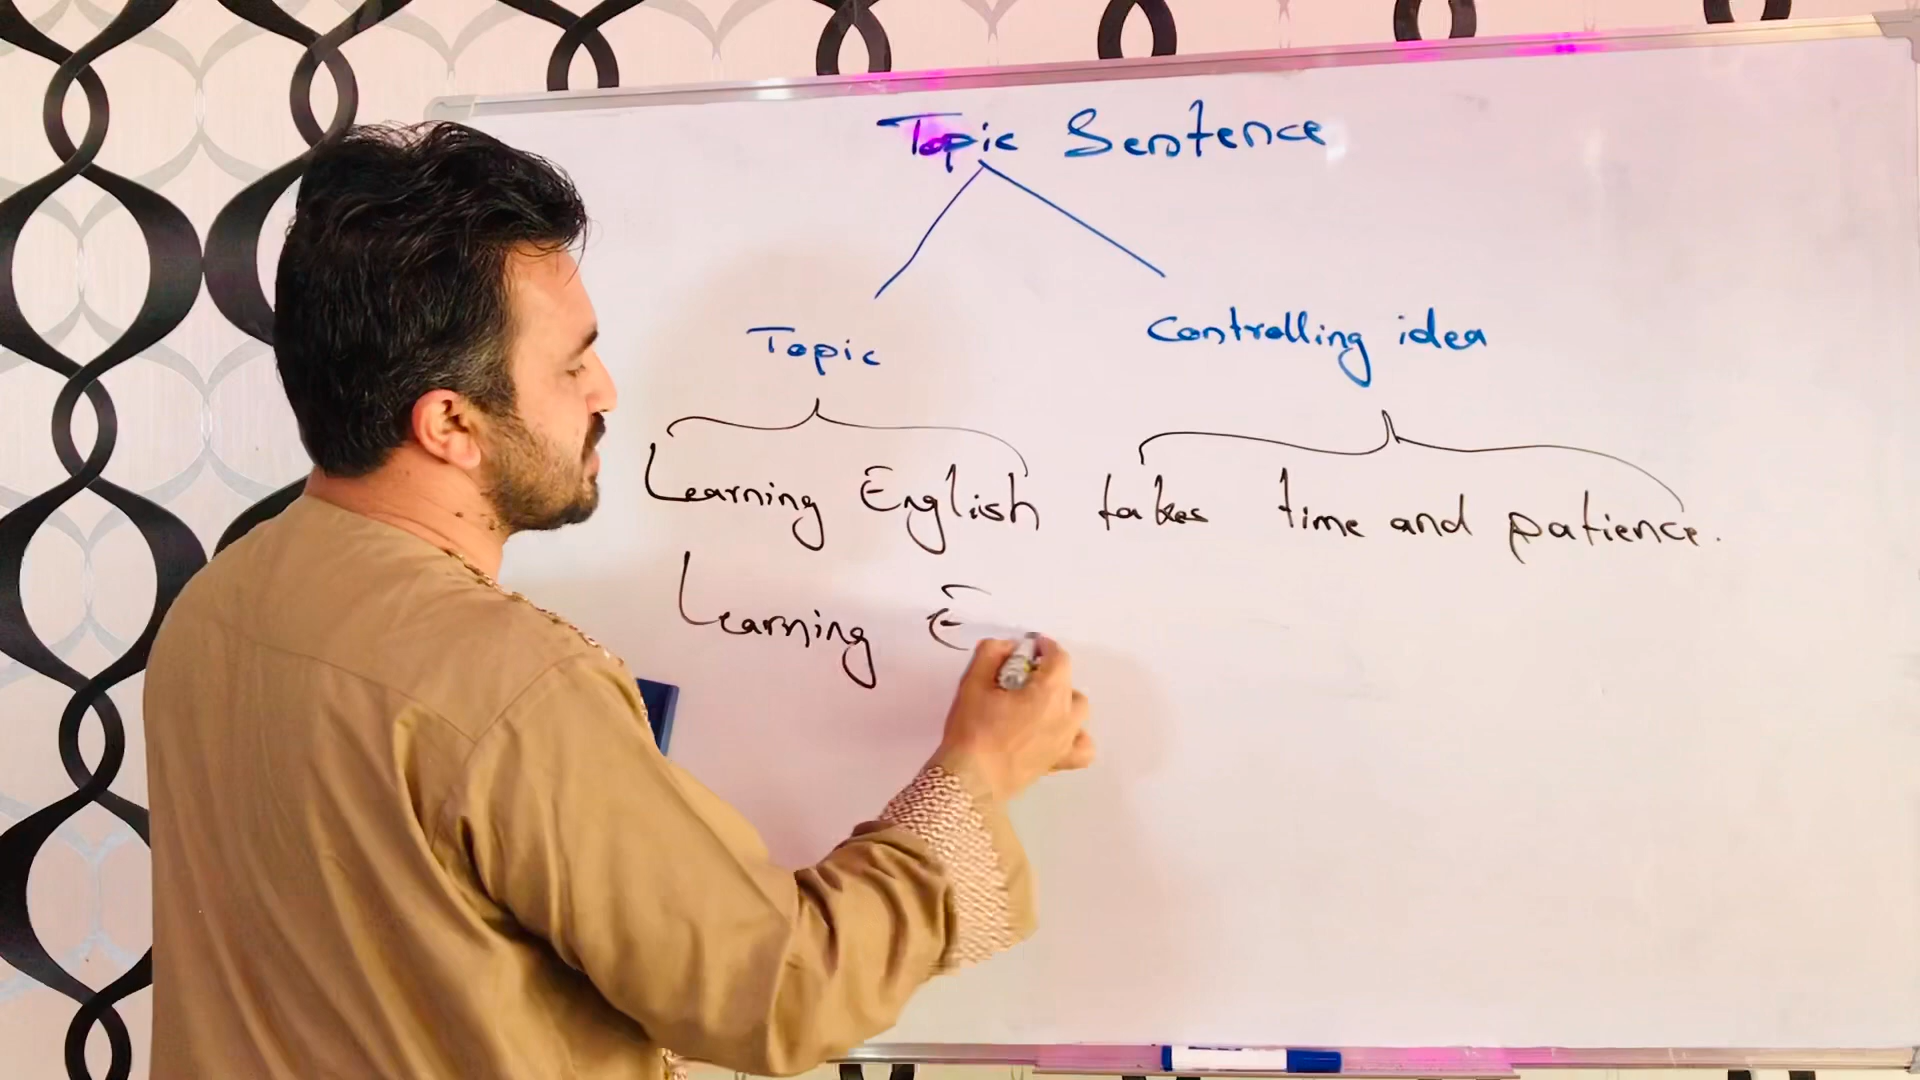 Topic Sentence
Topic Controlling idea
Learning English takes time and patience.
Learning E